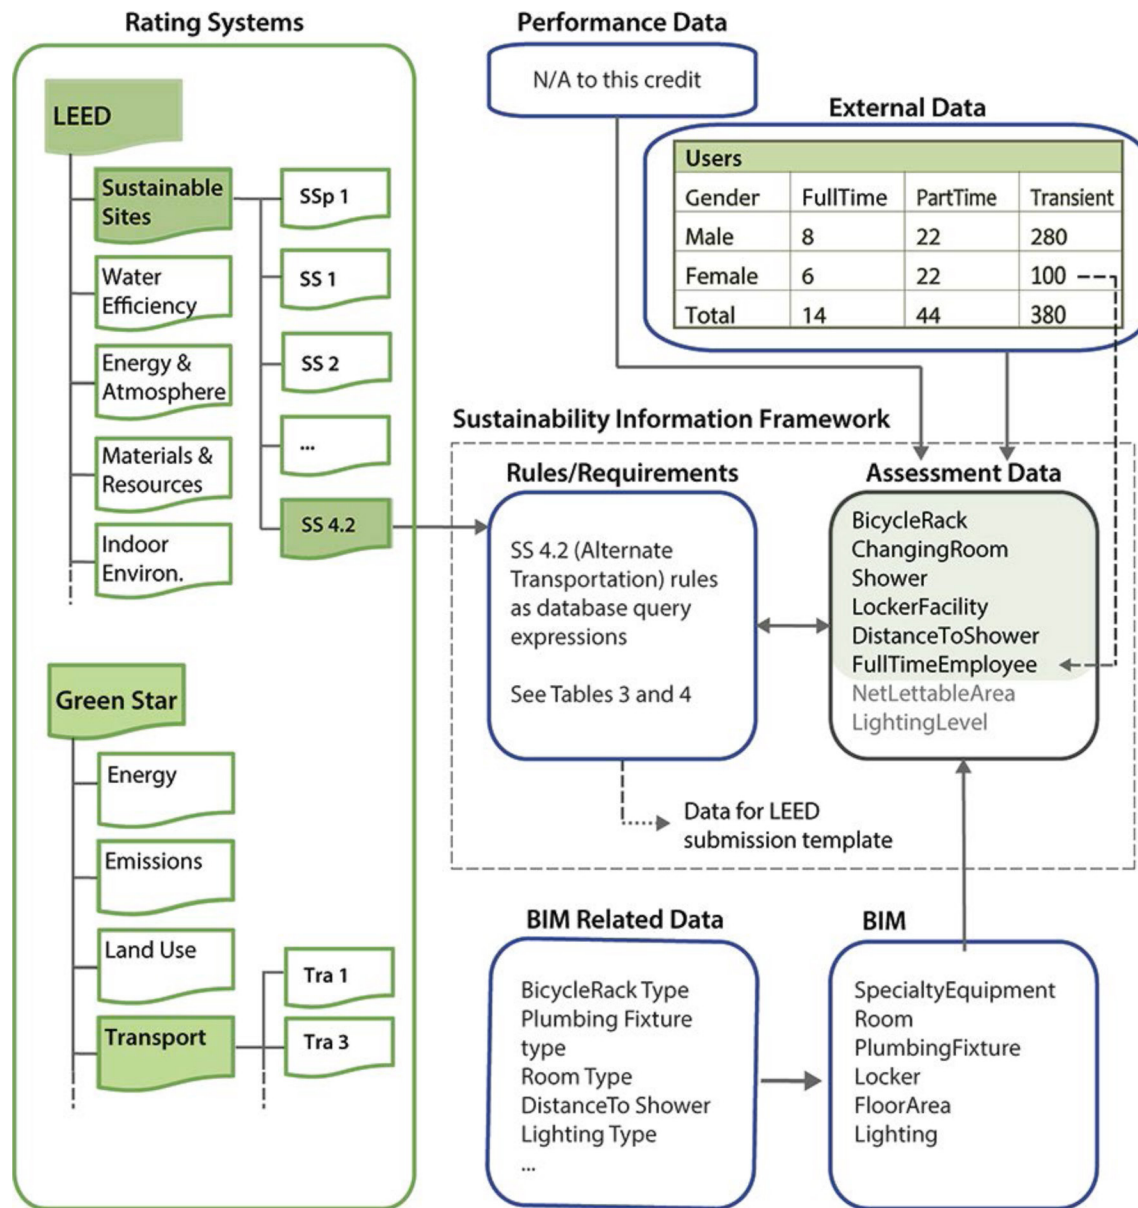 Rating Systems
LEED
Sustainable
Sites
Water
Efficiency
Energy &
Atmosphere
Materials &
Resources
Indoor
Environ.
SSp 1
SS 1
SS 2
...
SS 4.2
Green Star
Energy
Emissions
Land Use
Transport
Tra 1
Tra 3
Performance Data
N/A to this credit
External Data
Users
Gender FullTime PartTime Transient
Male 8 22 280
Female 6 22 100
Total 14 44 380
Sustainability Information Framework
Rules/Requirements
SS 4.2 (Alternate
Transportation) rules
as database query
expressions
See Tables 3 and 4
Assessment Data
BicycleRack
ChangingRoom
Shower
LockerFacility
DistanceToShower
FullTimeEmployee
NetLettableArea
LightingLevel
Data for LEED
submission template
BIM Related Data
BicycleRack Type
Plumbing Fixture
type
Room Type
DistanceTo Shower
Lighting Type
...
BIM
SpecialtyEquipment
Room
PlumbingFixture
Locker
FloorArea
Lighting